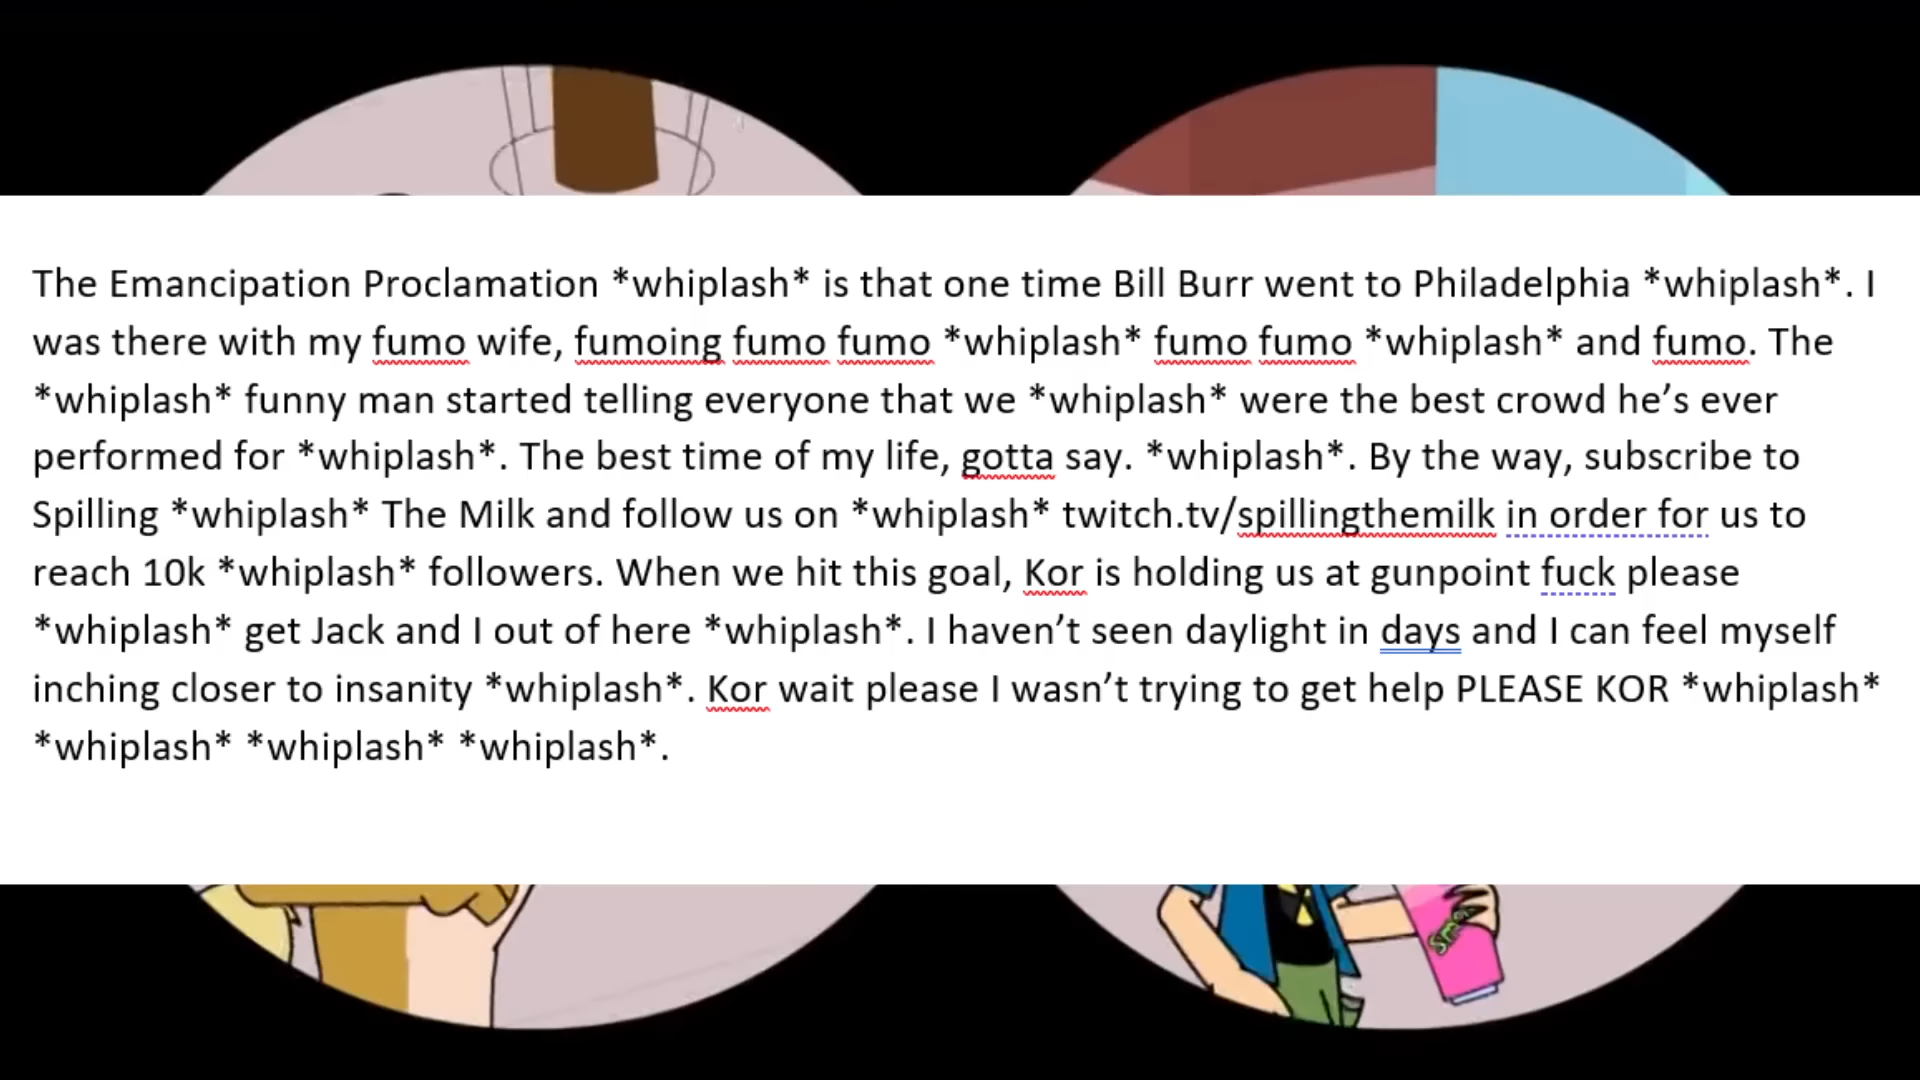 The Emancipation Proclamation *whiplash* is that one time Bill Burr went to Philadelphia *whiplash*. I
was there with my fumo wife, fumoing fumo fumo *whiplash* fumo fumo *whiplash* and fumo. The
*whiplash* funny man started telling everyone that we *whiplash* were the best crowd he’s ever
performed for *whiplash*. The best time of my life, gotta say. *whiplash*. By the way, subscribe to
Spilling *whiplash* The Milk and follow us on *whiplash* twitch.tv/spillingthemilk in order for us to
reach 10k *whiplash* followers. When we hit this goal, Kor is holding us at gunpoint fuck please
*whiplash* get Jack and I out of here *whiplash*. I haven’t seen daylight in days and I can feel myself
inching closer to insanity *whiplash*. Kor wait please I wasn’t trying to get help PLEASE KOR *whiplash*
*whiplash* *whiplash* *whiplash*.